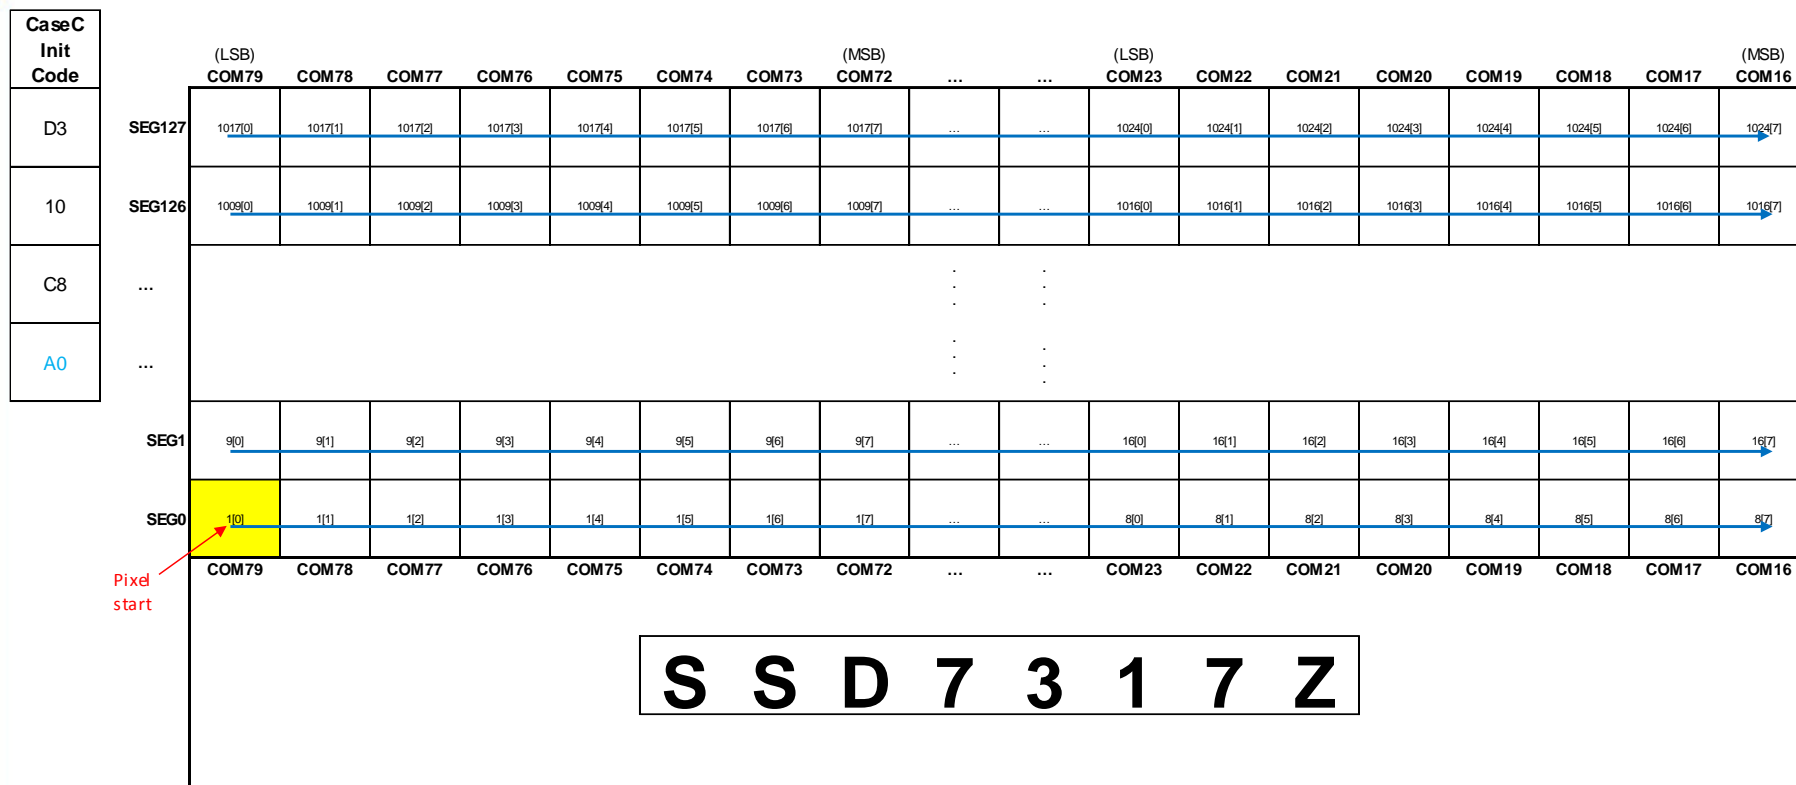 CaseC
Init
Code
D3
10
C8
A0
(LSB) (MSB) (LSB) (MSB)
COM79 COM78 COM77 COM76 COM75 COM74 COM73 COM72 ... ... COM23 COM22 COM21 COM20 COM19 COM18 COM17 COM16
SEG127 1017[0] 1017[1] 1017[2] 1017[3] 1017[4] 1017[5] 1017[6] 1017[7] ... ... 1024[0] 1024[1] 1024[2] 1024[3] 1024[4] 1024[5] 1024[6] 1024[7]
SEG126 1009[0] 1009[1] 1009[2] 1009[3] 1009[4] 1009[5] 1009[6] 1009[7] ... ... 1016[0] 1016[1] 1016[2] 1016[3] 1016[4] 1016[5] 1016[6] 1016[7]
...
...
SEG1 9[0] 9[1] 9[2] 9[3] 9[4] 9[5] 9[6] 9[7] ... ... 16[0] 16[1] 16[2] 16[3] 16[4] 16[5] 16[6] 16[7]
SEG0 1[0] 1[1] 1[2] 1[3] 1[4] 1[5] 1[6] 1[7] ... ... 8[0] 8[1] 8[2] 8[3] 8[4] 8[5] 8[6] 8[7]
COM79 COM78 COM77 COM76 COM75 COM74 COM73 COM72 ... ... COM23 COM22 COM21 COM20 COM19 COM18 COM17 COM16
Pixel
start
S S D 7 3 1 7 Z